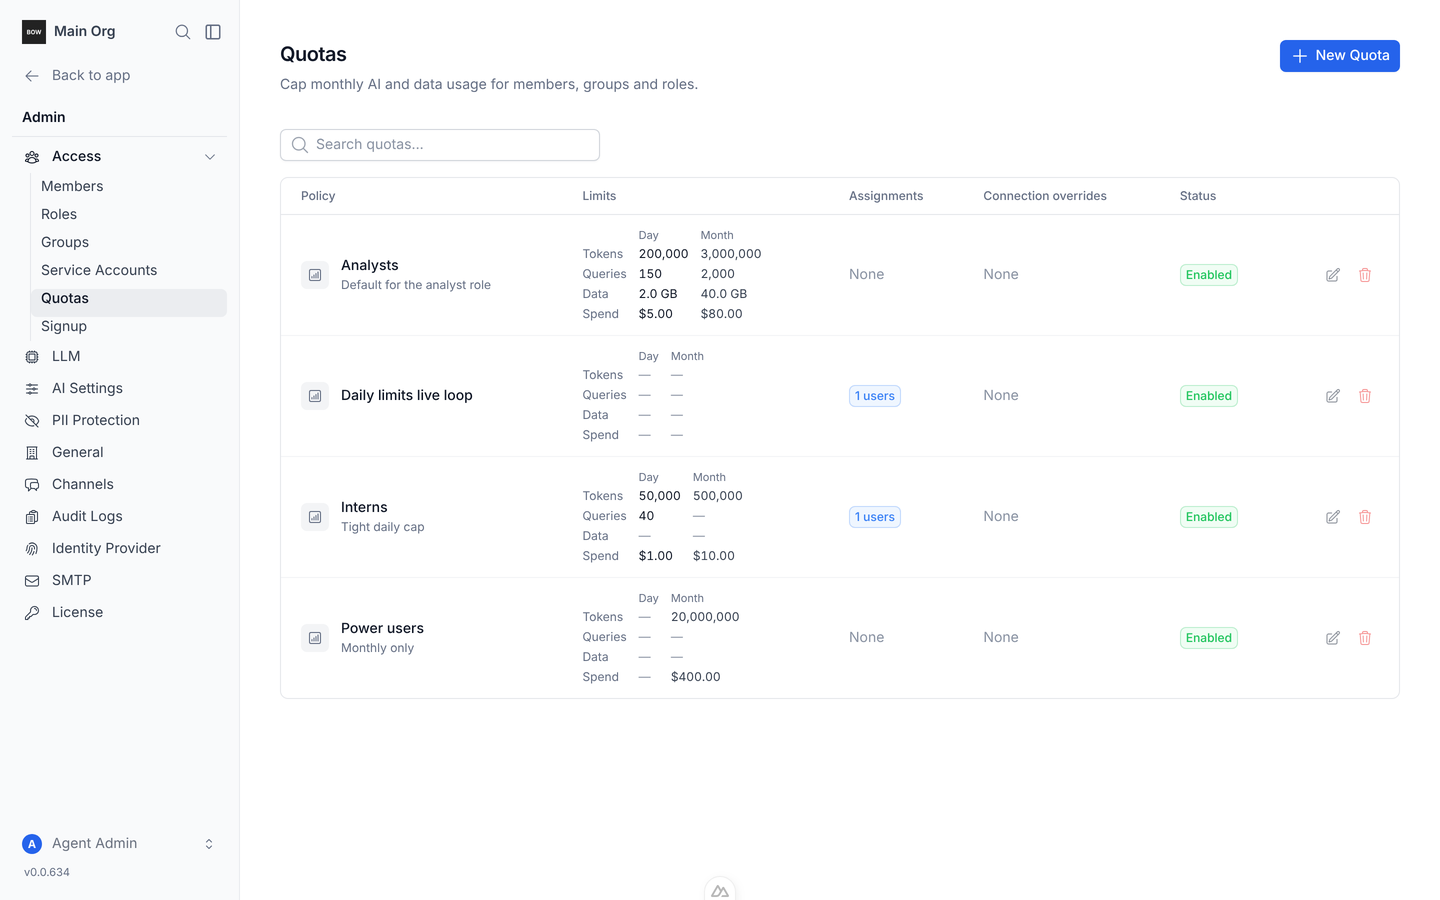 BOW Main Org
Back to app
Admin
Access
Members
Roles
Groups
Service Accounts
Quotas
Signup
LLM
AI Settings
PII Protection
General
Channels
Audit Logs
Identity Provider
SMTP
License
A Agent Admin
v0.0.634
Quotas
Cap monthly AI and data usage for members, groups and roles.
New Quota
Search quotas...
Policy Limits Assignments Connection overrides Status
Analysts
Default for the analyst role
Day Month
Tokens 200,000 3,000,000
Queries 150 2,000
Data 2.0 GB 40.0 GB
Spend $5.00 $80.00
None None Enabled
Daily limits live loop
Day Month
Tokens — —
Queries — —
Data — —
Spend — —
1 users None Enabled
Interns
Tight daily cap
Day Month
Tokens 50,000 500,000
Queries 40 —
Data — —
Spend $1.00 $10.00
1 users None Enabled
Power users
Monthly only
Day Month
Tokens — 20,000,000
Queries — —
Data — —
Spend — $400.00
None None Enabled